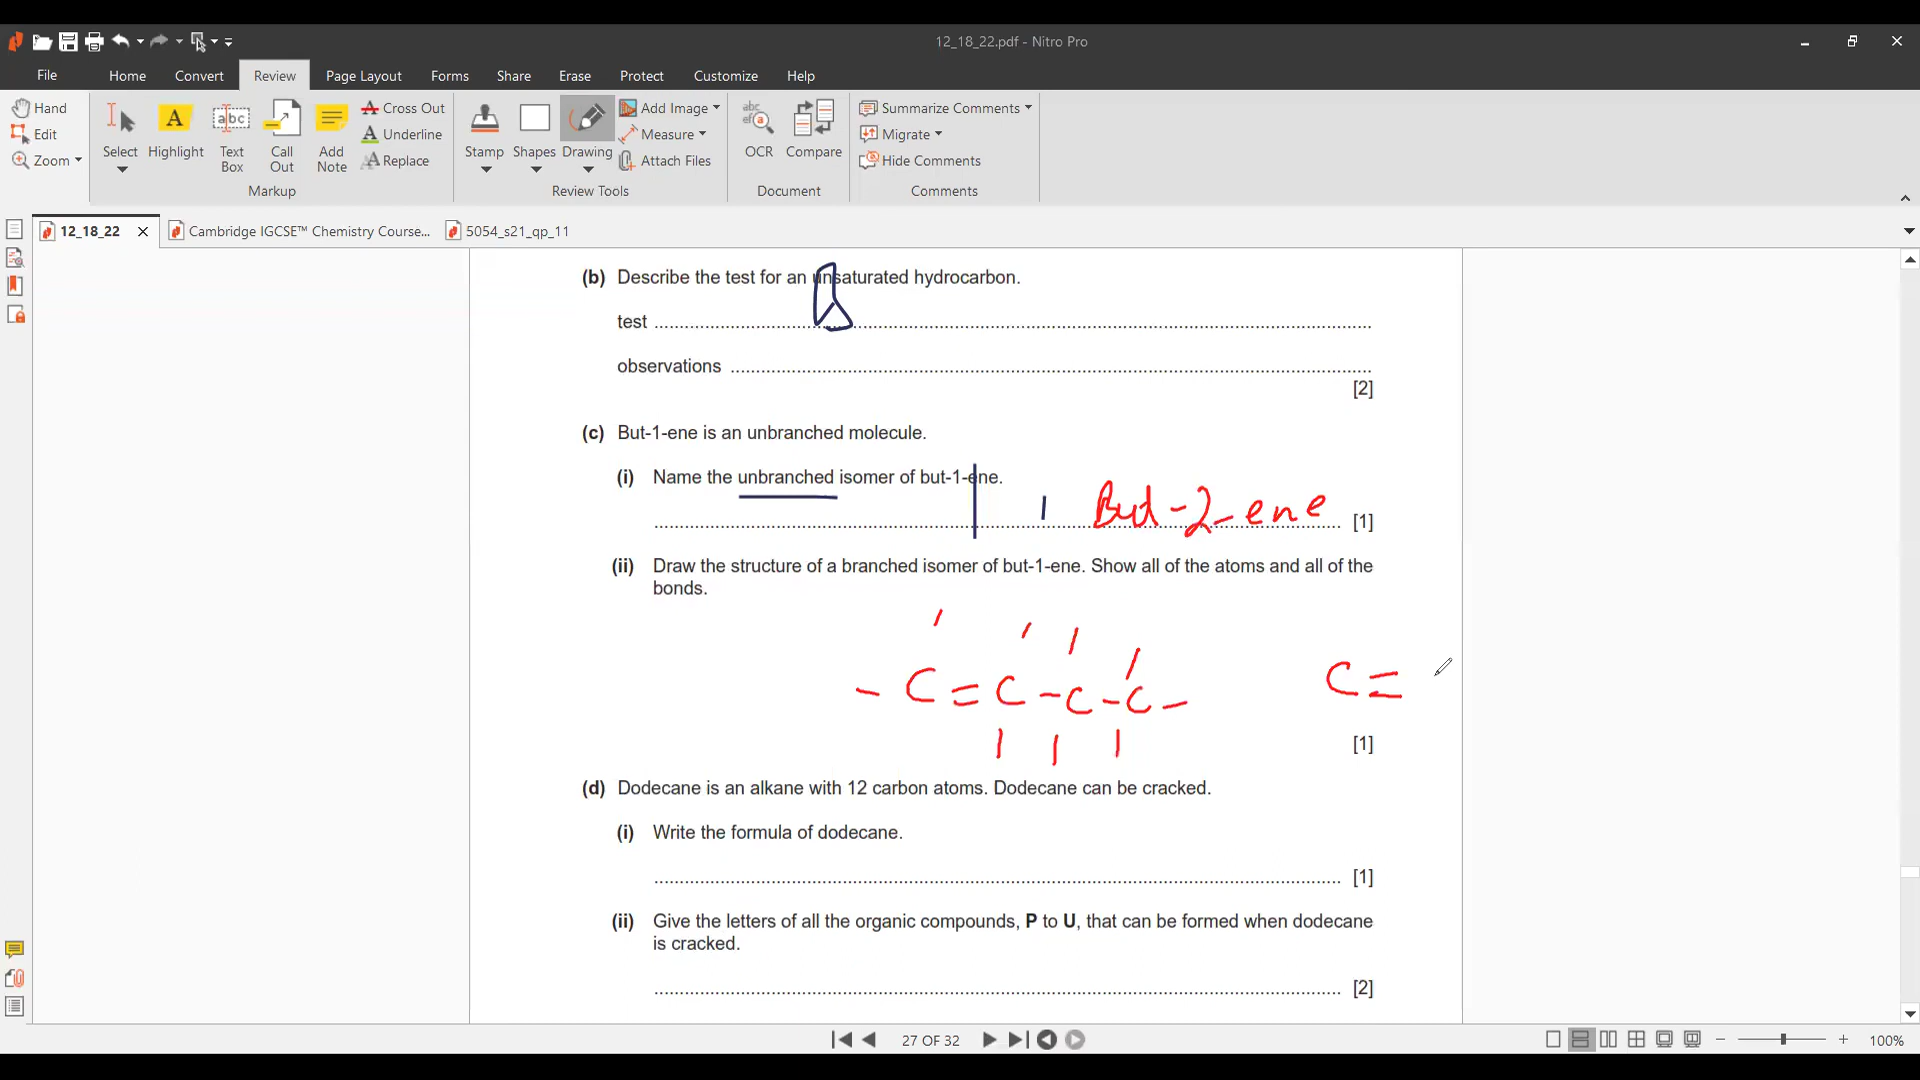 12_18_22.pdf - Nitro Pro
File Home Convert Review Page Layout Forms Share Erase Protect Customize Help
Hand
Edit
Zoom
Select
Highlight
Text Box
Call Out
Add Note
Cross Out
Underline
Replace
Markup
Stamp
Shapes
Drawing
Add Image
Measure
Attach Files
Review Tools
OCR
Compare
Document
Summarize Comments
Migrate
Hide Comments
Comments
12_18_22
Cambridge IGCSE™ Chemistry Course...
5054_s21_qp_11
(b) Describe the test for an unsaturated hydrocarbon.
test
observations
[2]
(c) But-1-ene is an unbranched molecule.
(i) Name the unbranched isomer of but-1-ene.
But-2-ene [1]
(ii) Draw the structure of a branched isomer of but-1-ene. Show all of the atoms and all of the
bonds.
- C = C - C - C - C =
[1]
(d) Dodecane is an alkane with 12 carbon atoms. Dodecane can be cracked.
(i) Write the formula of dodecane.
[1]
(ii) Give the letters of all the organic compounds, P to U, that can be formed when dodecane
is cracked.
[2]
27 OF 32
100%